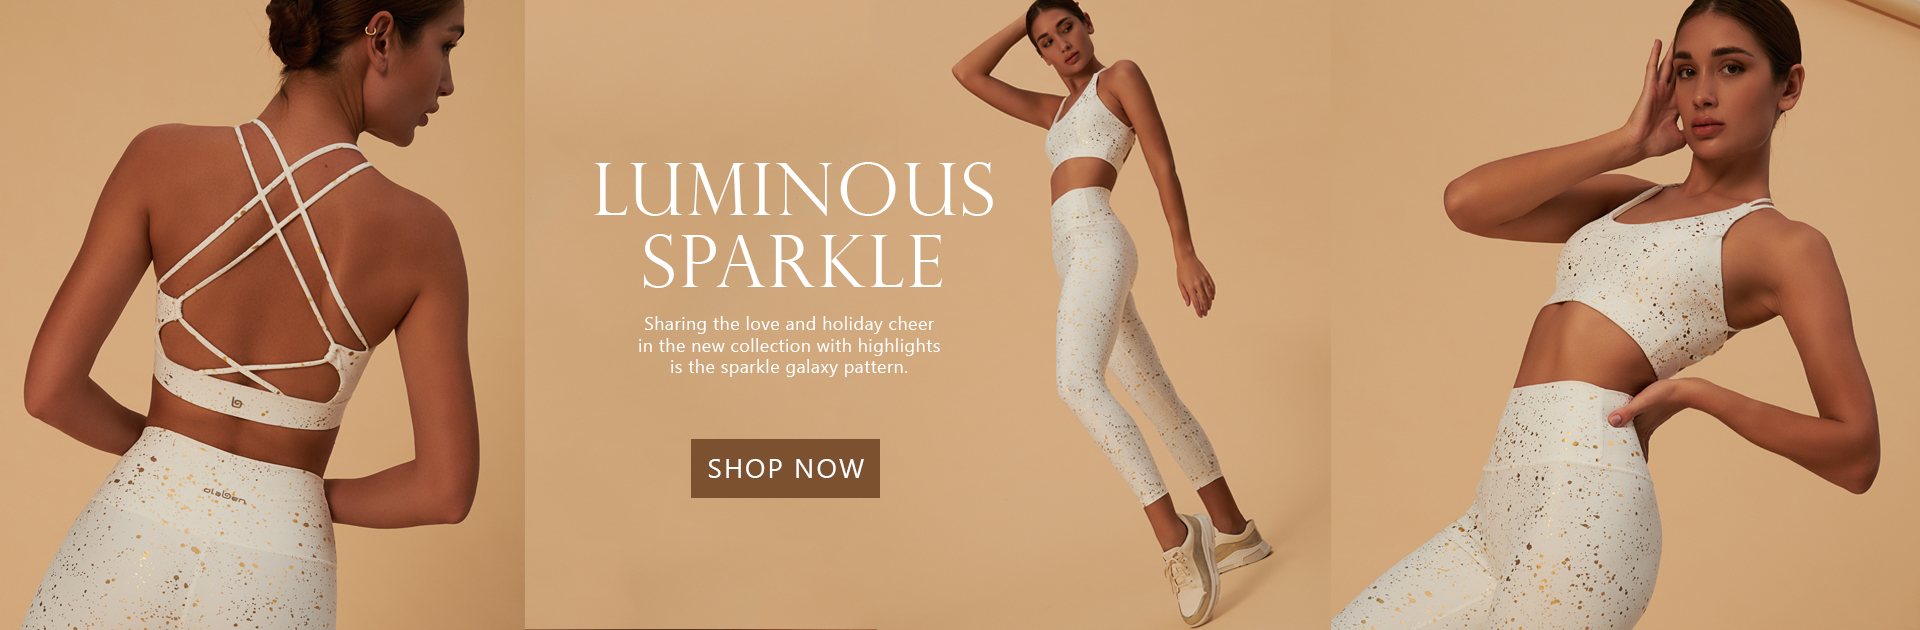 LUMINOUS
SPARKLE
Sharing the love and holiday cheer
in the new collection with highlights
is the sparkle galaxy pattern.
SHOP NOW
olaben